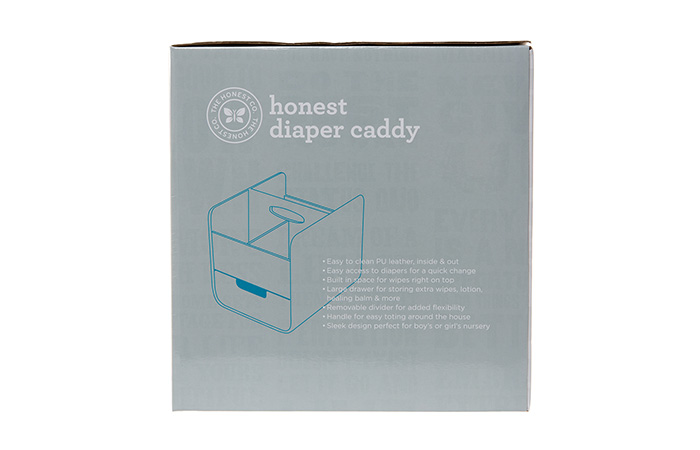 THE HONEST CO. THE HONEST CO.
honest
diaper caddy
• Easy to clean PU leather, inside & out
• Easy access to diapers for a quick change
• Built in space for wipes right on top
• Large drawer for storing extra wipes, lotion,
healing balm & more
• Removable divider for added flexibility
• Handle for easy toting around the house
• Sleek design perfect for boy's or girl's nursery